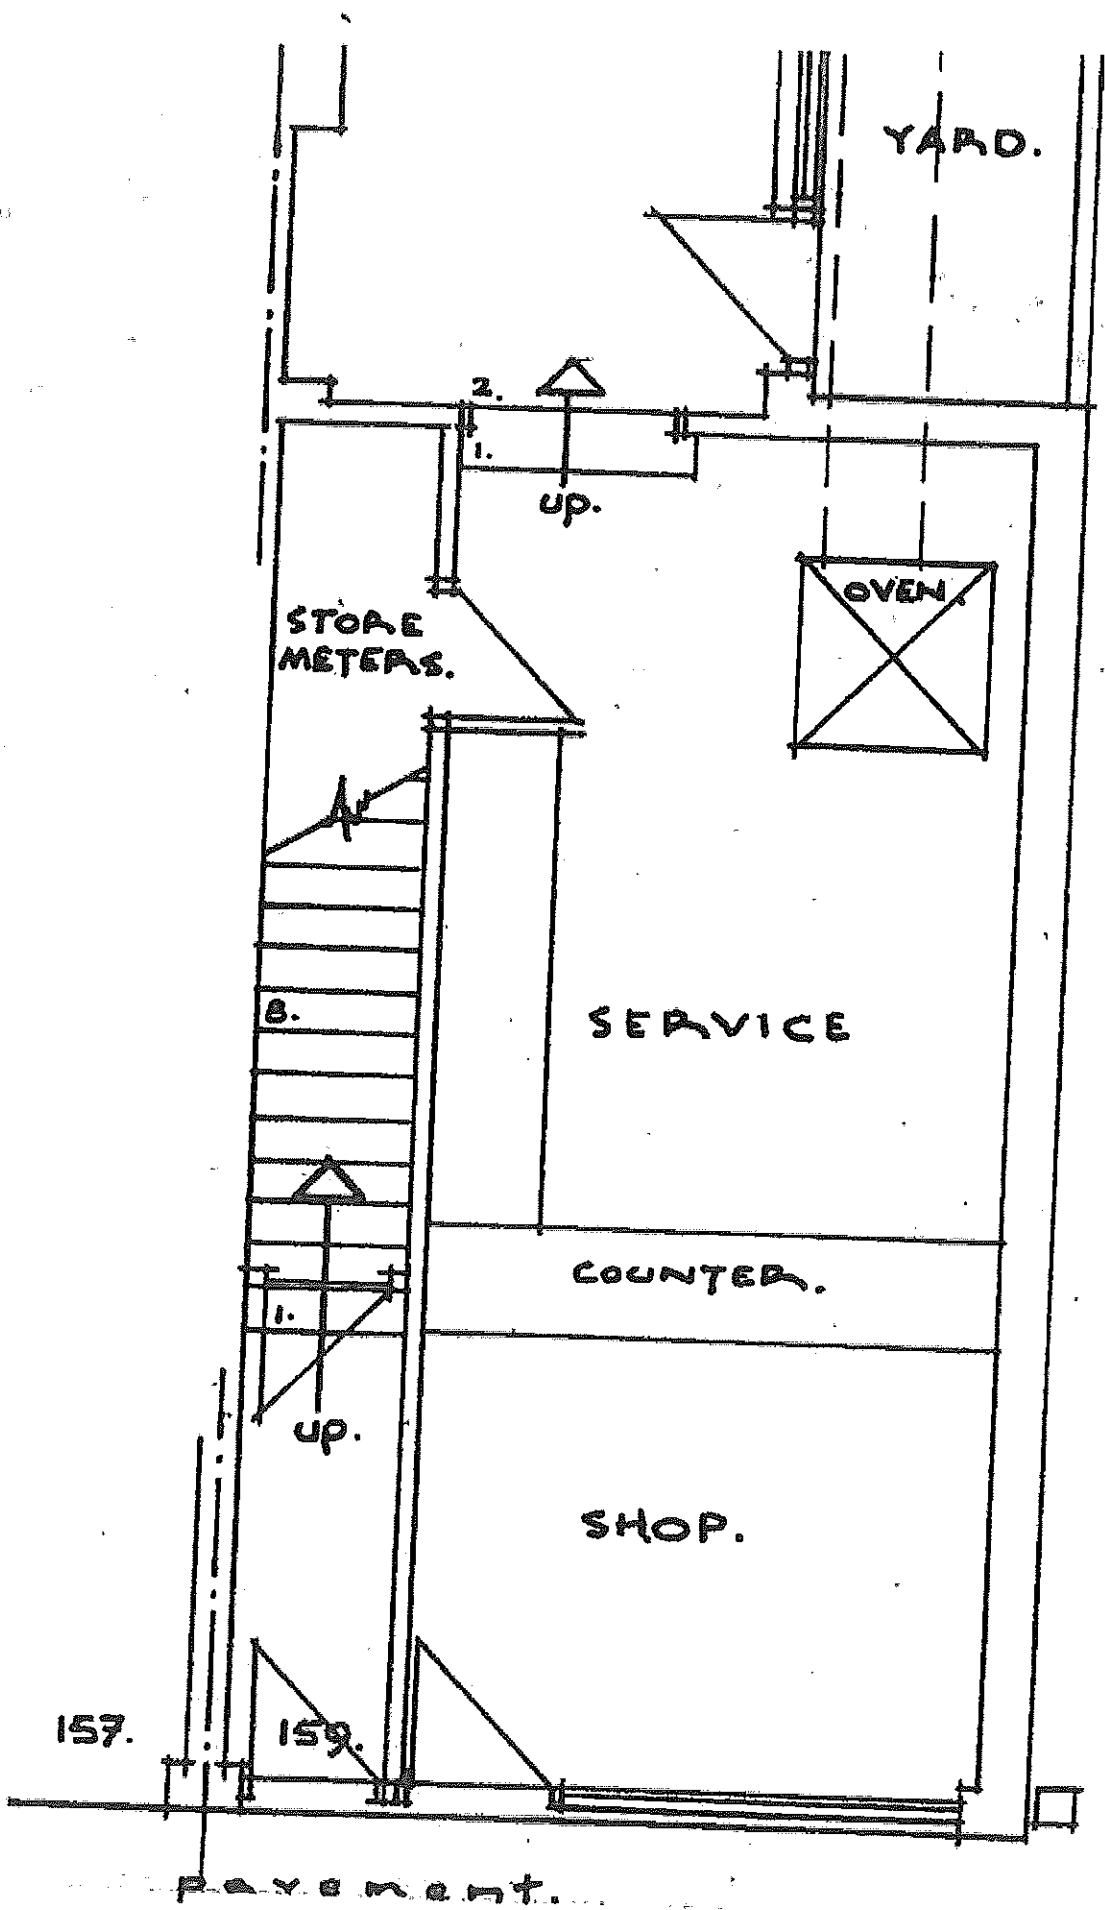 YARD.
2.
1.
up.
OVEN
STORE
METERS.
8.
SERVICE
COUNTER.
1.
up.
SHOP.
157.
159.
pavement.